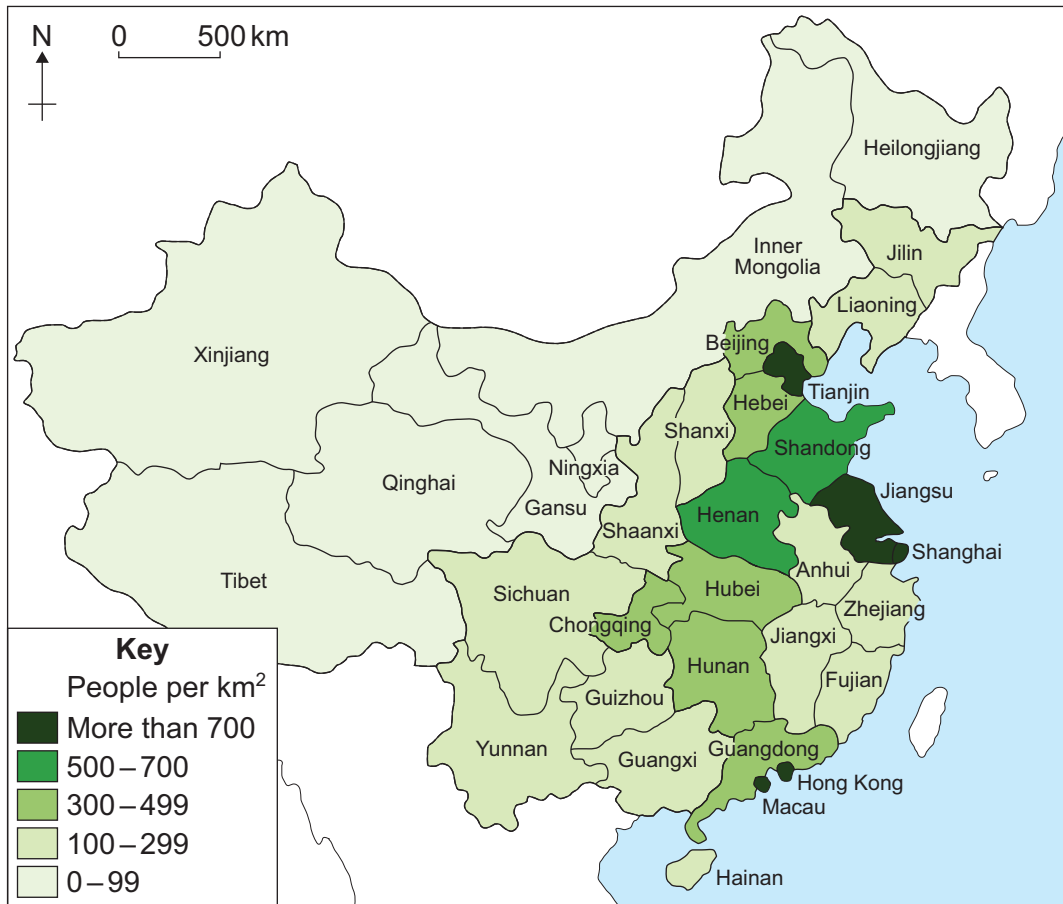 N
0 500 km
Heilongjiang
Inner
Mongolia
Jilin
Liaoning
Xinjiang
Beijing
Tianjin
Hebei
Shanxi
Shandong
Qinghai
Ningxia
Gansu
Jiangsu
Henan
Shaanxi
Shanghai
Anhui
Tibet
Sichuan
Hubei
Zhejiang
Chongqing
Jiangxi
Hunan
Fujian
Guizhou
Yunnan
Guangxi
Guangdong
Hong Kong
Macau
Hainan
Key
People per km²
More than 700
500–700
300–499
100–299
0–99